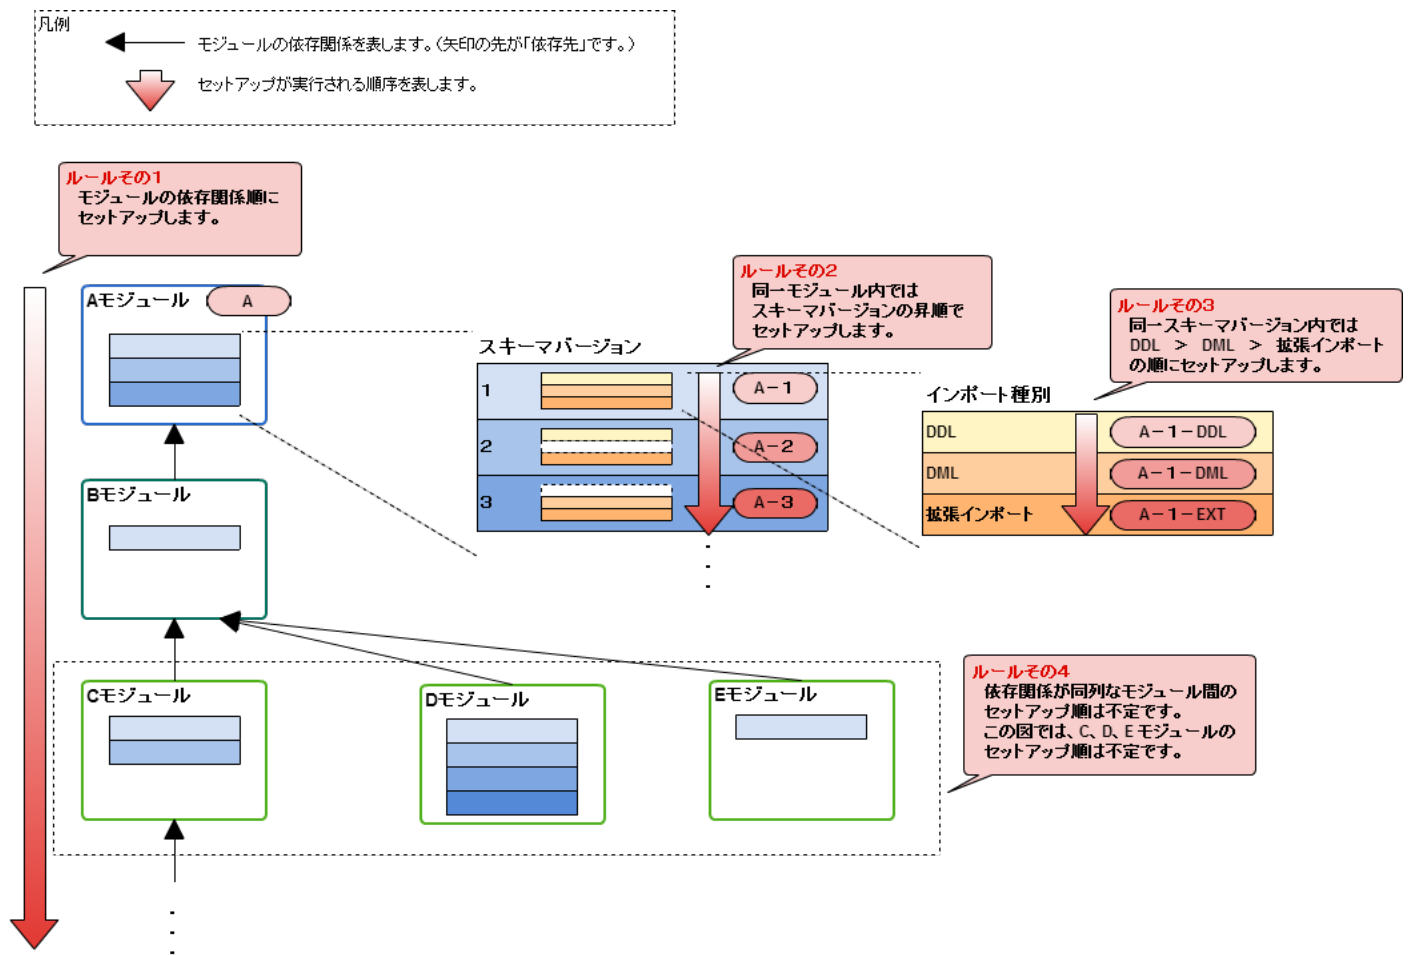 凡例
モジュールの依存関係を表します。(矢印の先が「依存先」です。)
セットアップが実行される順序を表します。
ルールその1
モジュールの依存関係順に
セットアップします。
Aモジュール
A
Bモジュール
Cモジュール
Dモジュール
Eモジュール
スキーマバージョン
1
A-1
2
A-2
3
A-3
ルールその2
同一モジュール内では
スキーマバージョンの昇順で
セットアップします。
ルールその3
同一スキーマバージョン内では
DDL > DML > 拡張インポート
の順にセットアップします。
インポート種別
DDL
A-1-DDL
DML
A-1-DML
拡張インポート
A-1-EXT
ルールその4
依存関係が同列なモジュール間の
セットアップ順は不定です。
この図では、C、D、Eモジュールの
セットアップ順は不定です。